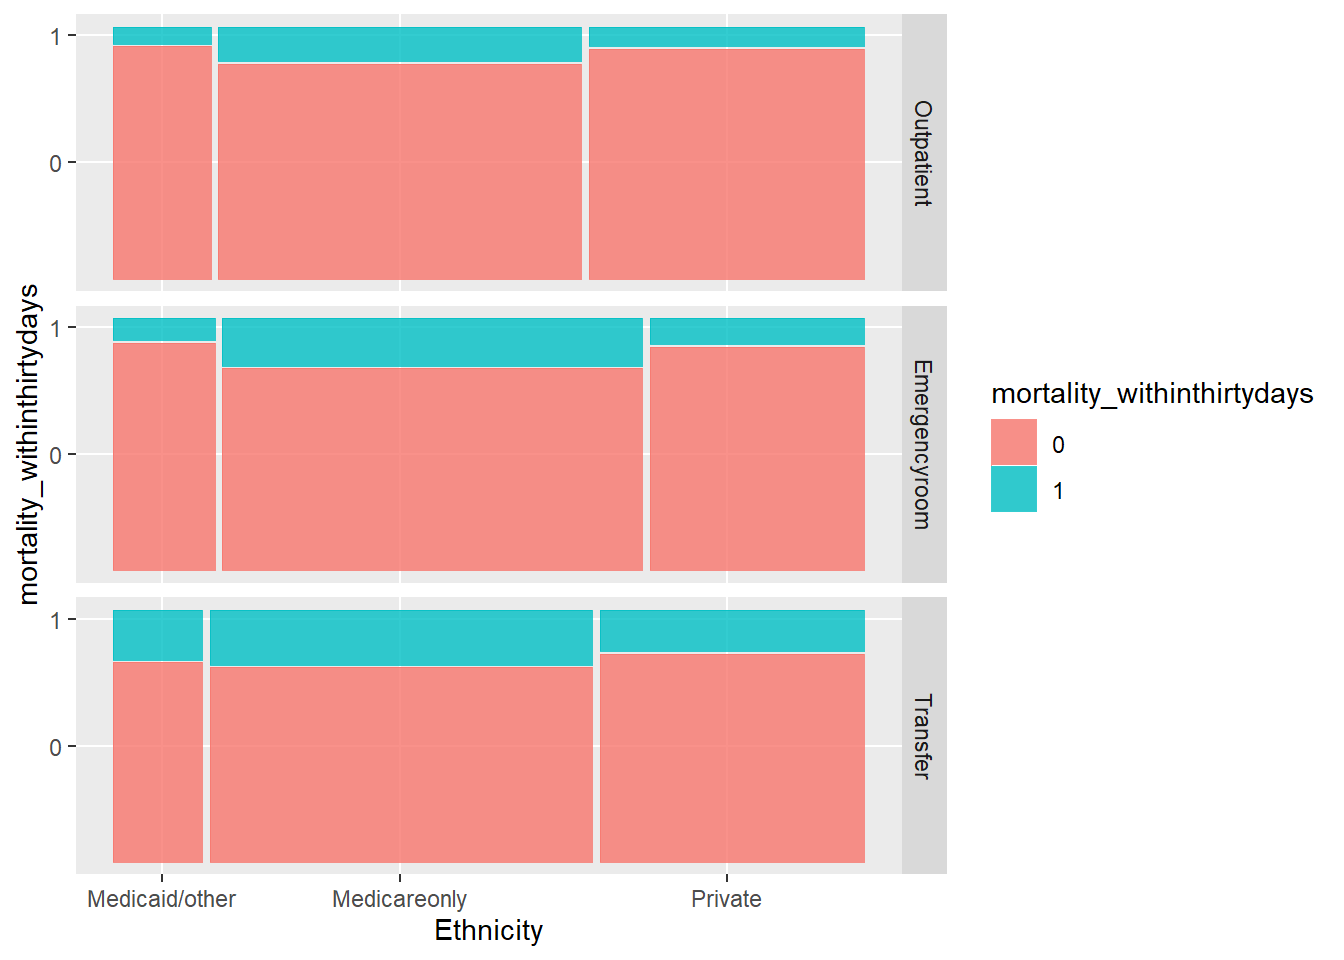 1
0
Outpatient
1
0
Emergencyroom
1
0
Transfer
mortality_withinthirtydays
Medicaid/other
Medicareonly
Private
Ethnicity
mortality_withinthirtydays
0
1